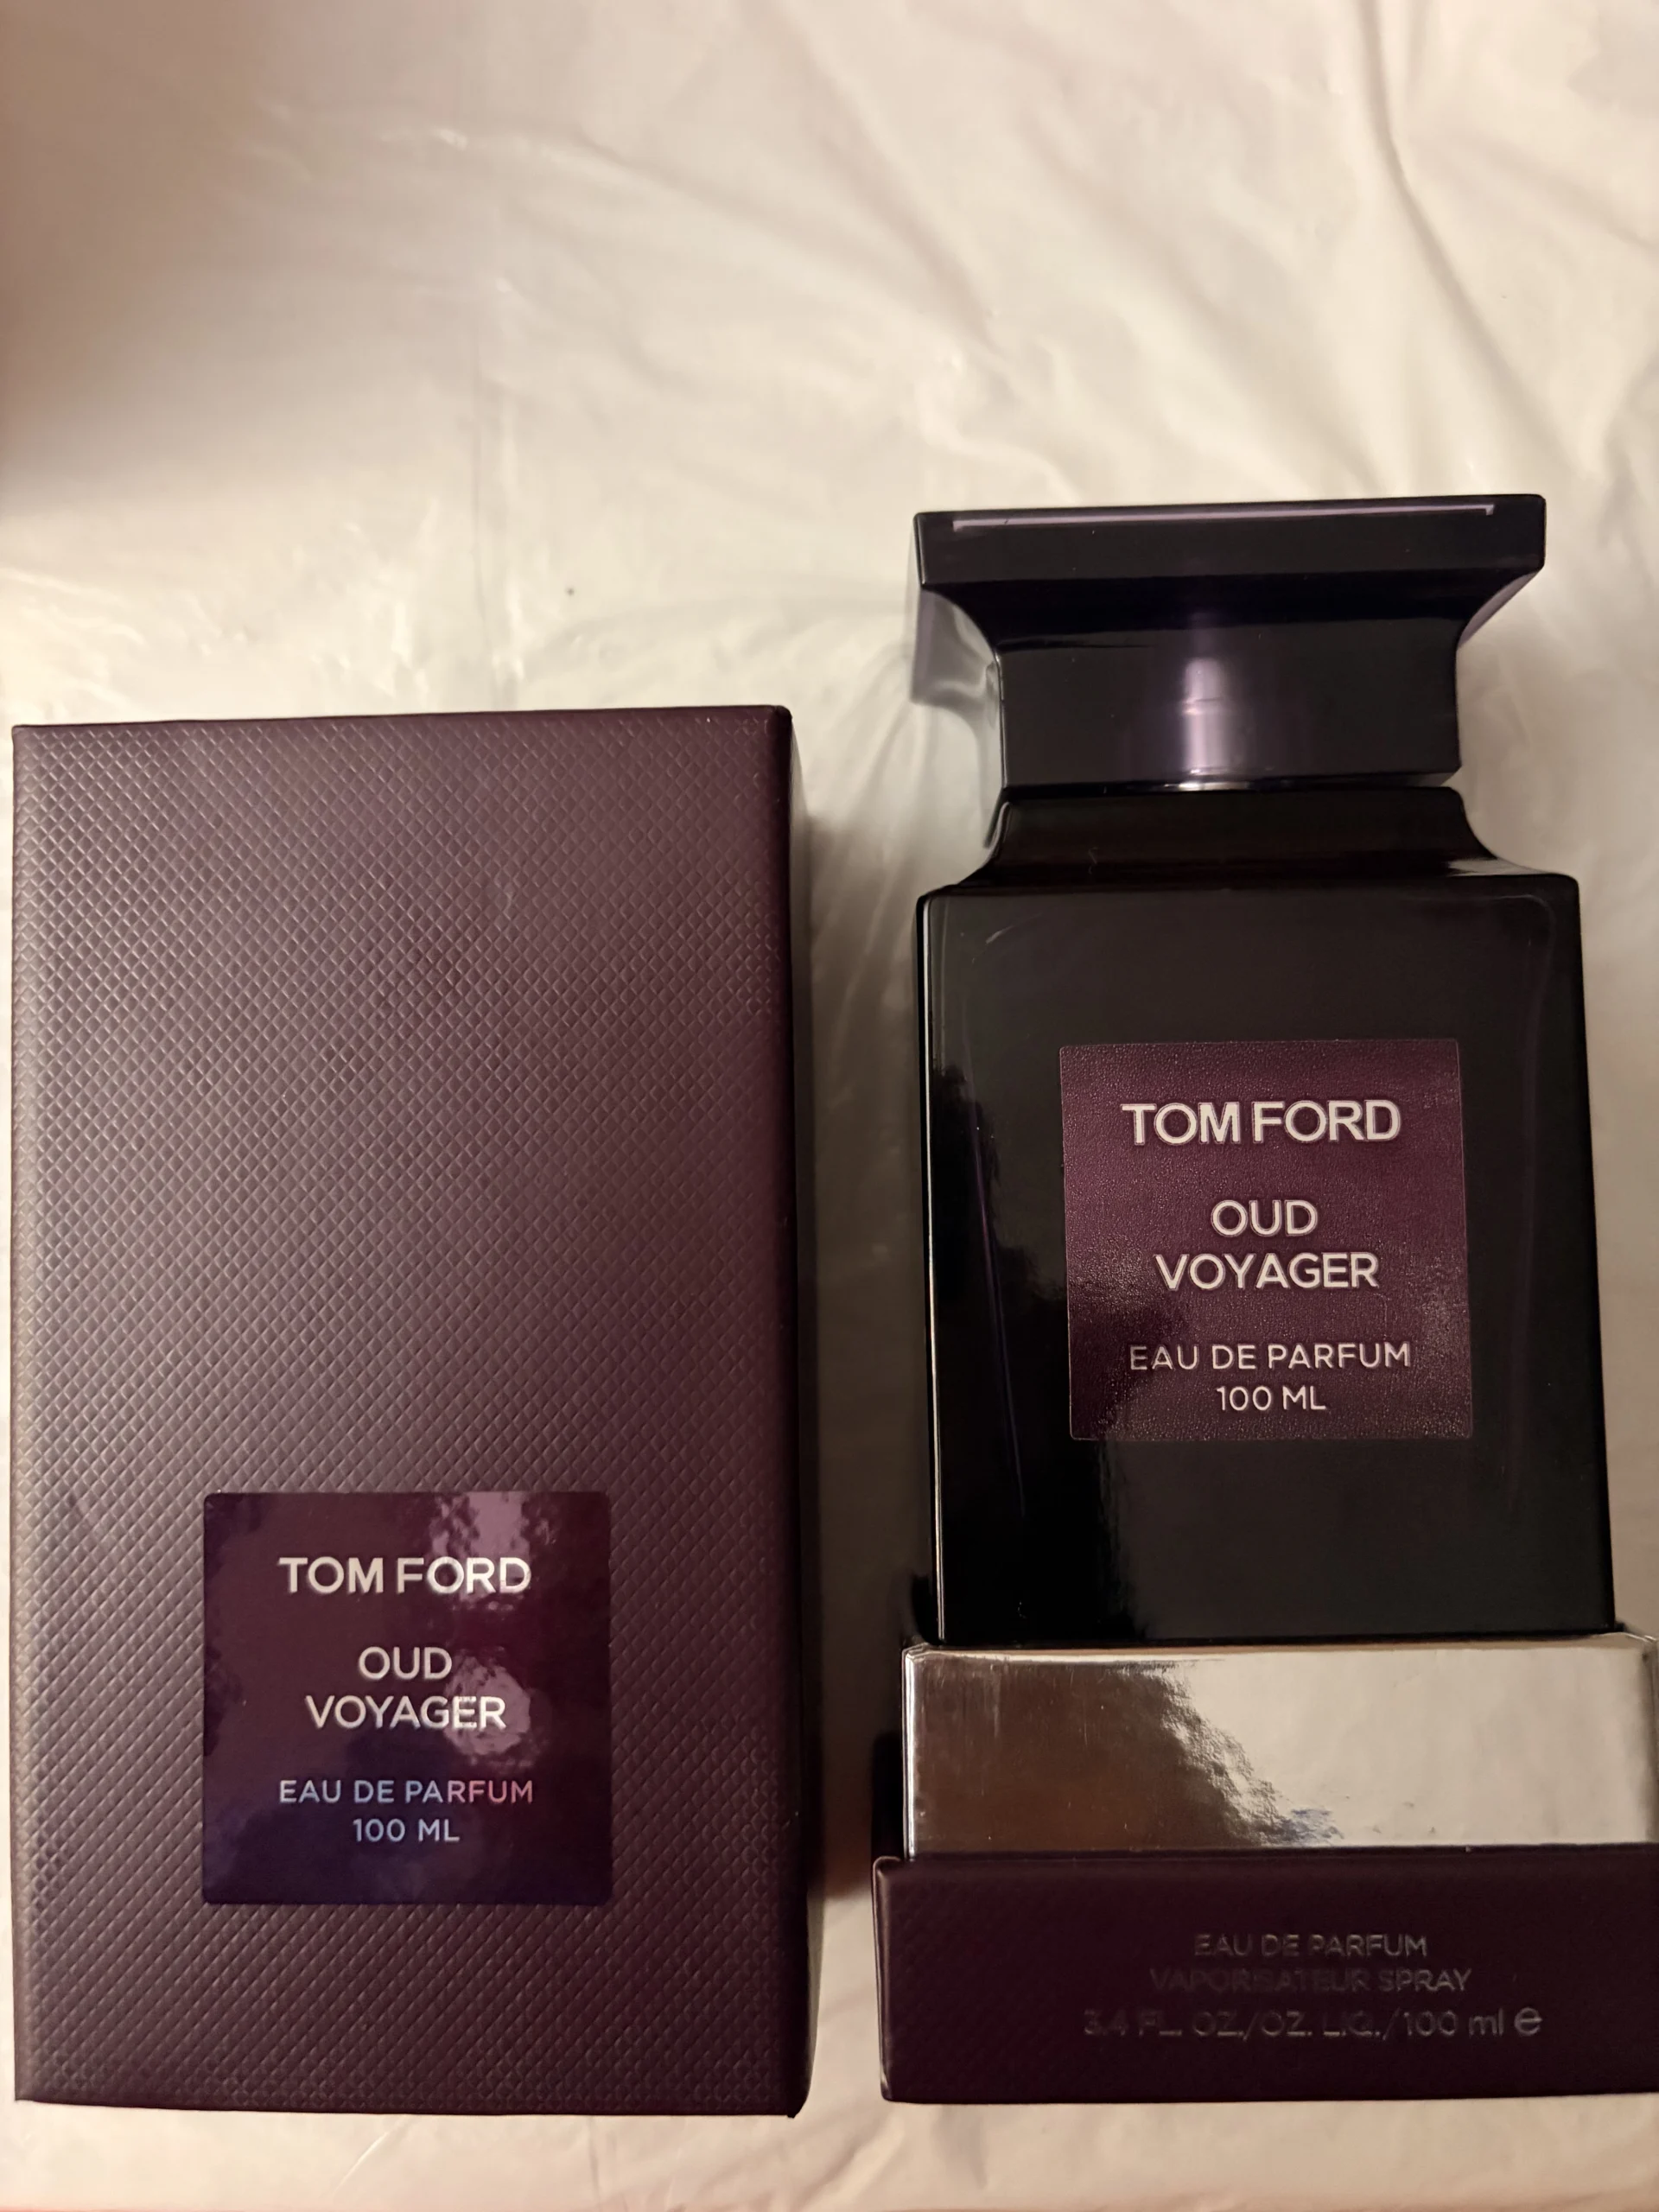 TOM FORD
OUD
VOYAGER
EAU DE PARFUM
100 ML
TOM FORD
OUD
VOYAGER
EAU DE PARFUM
100 ML
EAU DE PARFUM
VAPORISATEUR SPRAY
3.4 FL. OZ./OZ. LIQ./100 ml e